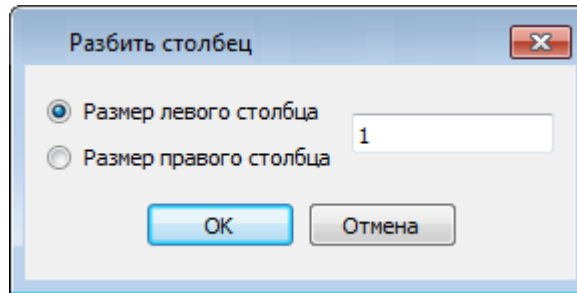 Разбить столбец
Размер левого столбца
1
Размер правого столбца
OK
Отмена